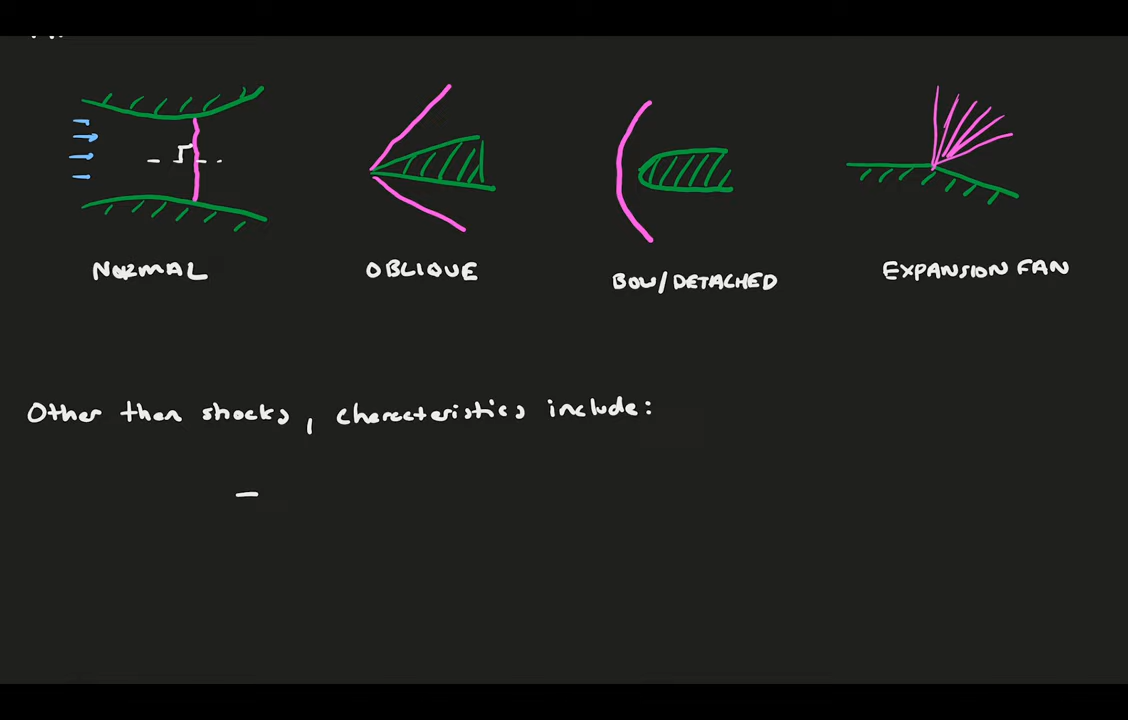 NORMAL OBLIQUE BOW/DETACHED EXPANSION FAN
Other than shocks, characteristics include:
–